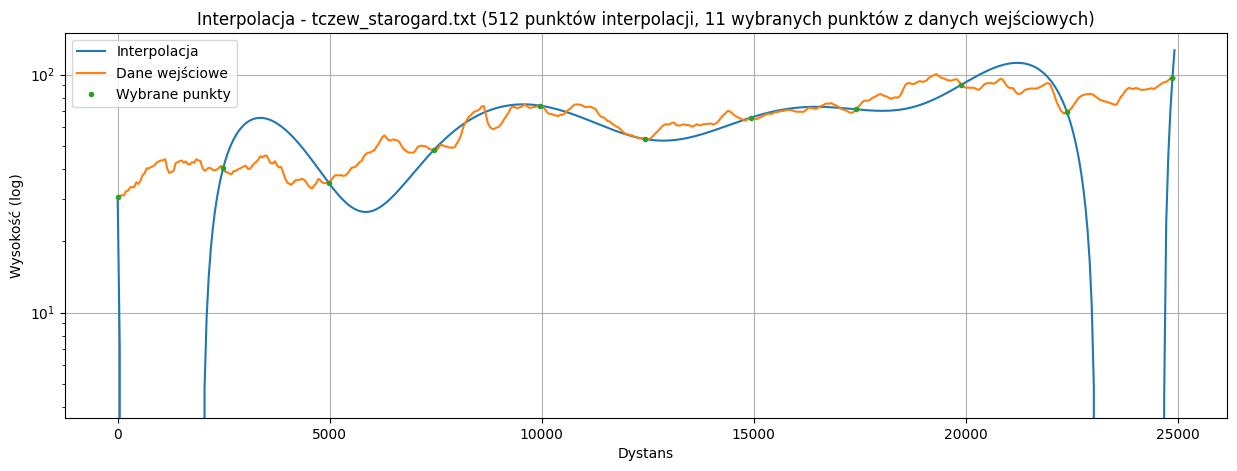 Interpolacja - tczew_starogard.txt (512 punktów interpolacji, 11 wybranych punktów z danych wejściowych)
Interpolacja
Dane wejściowe
Wybrane punkty
Wysokość (log)
10²
10¹
0 5000 10000 15000 20000 25000
Dystans